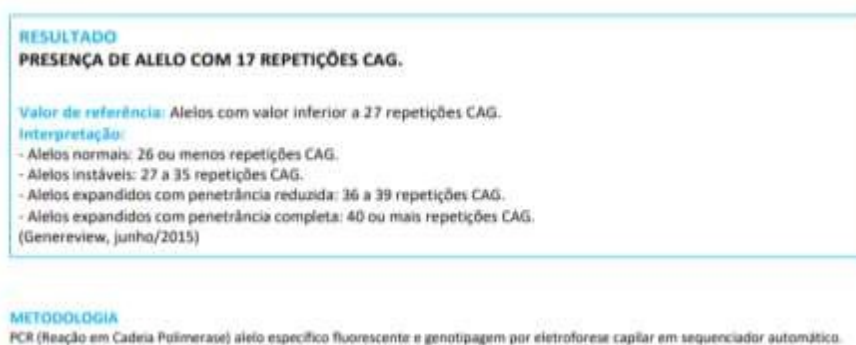 RESULTADO
PRESENÇA DE ALELO COM 17 REPETIÇÕES CAG.
Valor de referência: Alelos com valor inferior a 27 repetições CAG.
Interpretação:
- Alelos normais: 26 ou menos repetições CAG.
- Alelos instáveis: 27 a 35 repetições CAG.
- Alelos expandidos com penetrância reduzida: 36 a 39 repetições CAG.
- Alelos expandidos com penetrância completa: 40 ou mais repetições CAG.
(Genereview, junho/2015)
METODOLOGIA
PCR (Reação em Cadeia Polimerase) alelo específico fluorescente e genotipagem por eletroforese capilar em sequenciador automático.